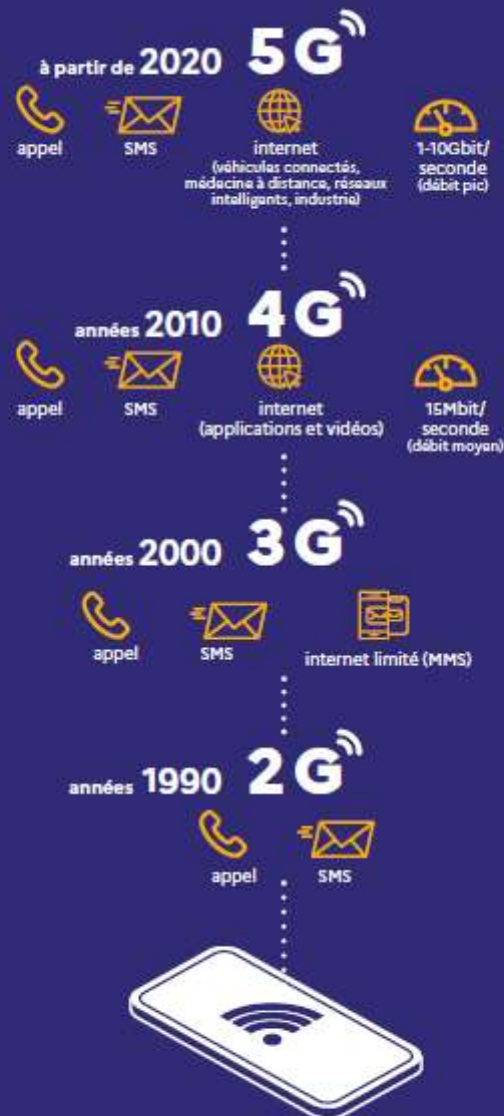 à partir de 2020 5G
appel
SMS
internet
(véhicules connectés,
médecine à distance, réseaux
intelligents, industrie)
1-10Gbit/
seconde
(débit pic)
années 2010 4G
appel
SMS
internet
(applications et vidéos)
15Mbit/
seconde
(débit moyen)
années 2000 3G
appel
SMS
internet limité (MMS)
années 1990 2G
appel
SMS